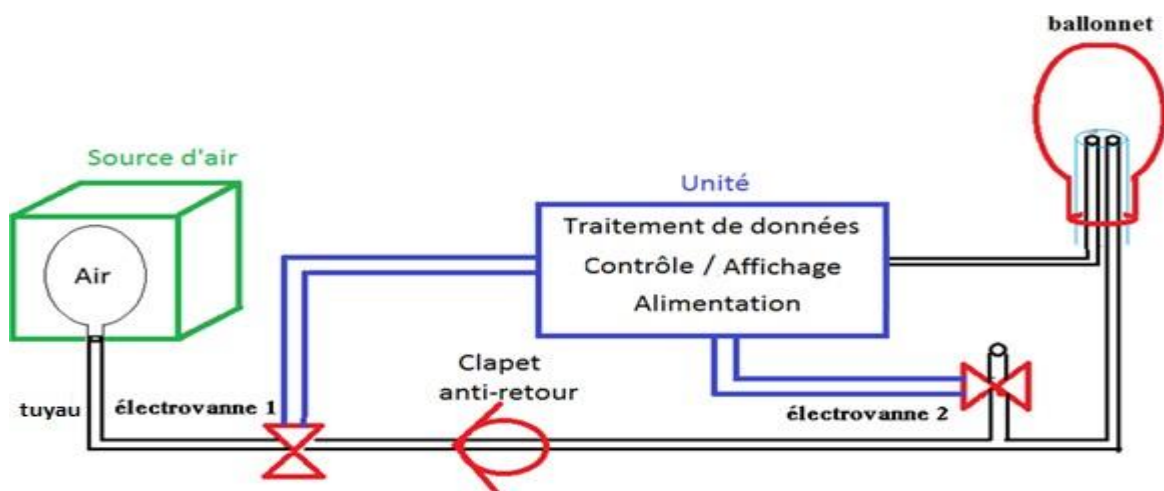 ballonnet
Source d'air
Air
Unité
Traitement de données
Contrôle / Affichage
Alimentation
Clapet
anti-retour
tuyau
électrovanne 1
électrovanne 2